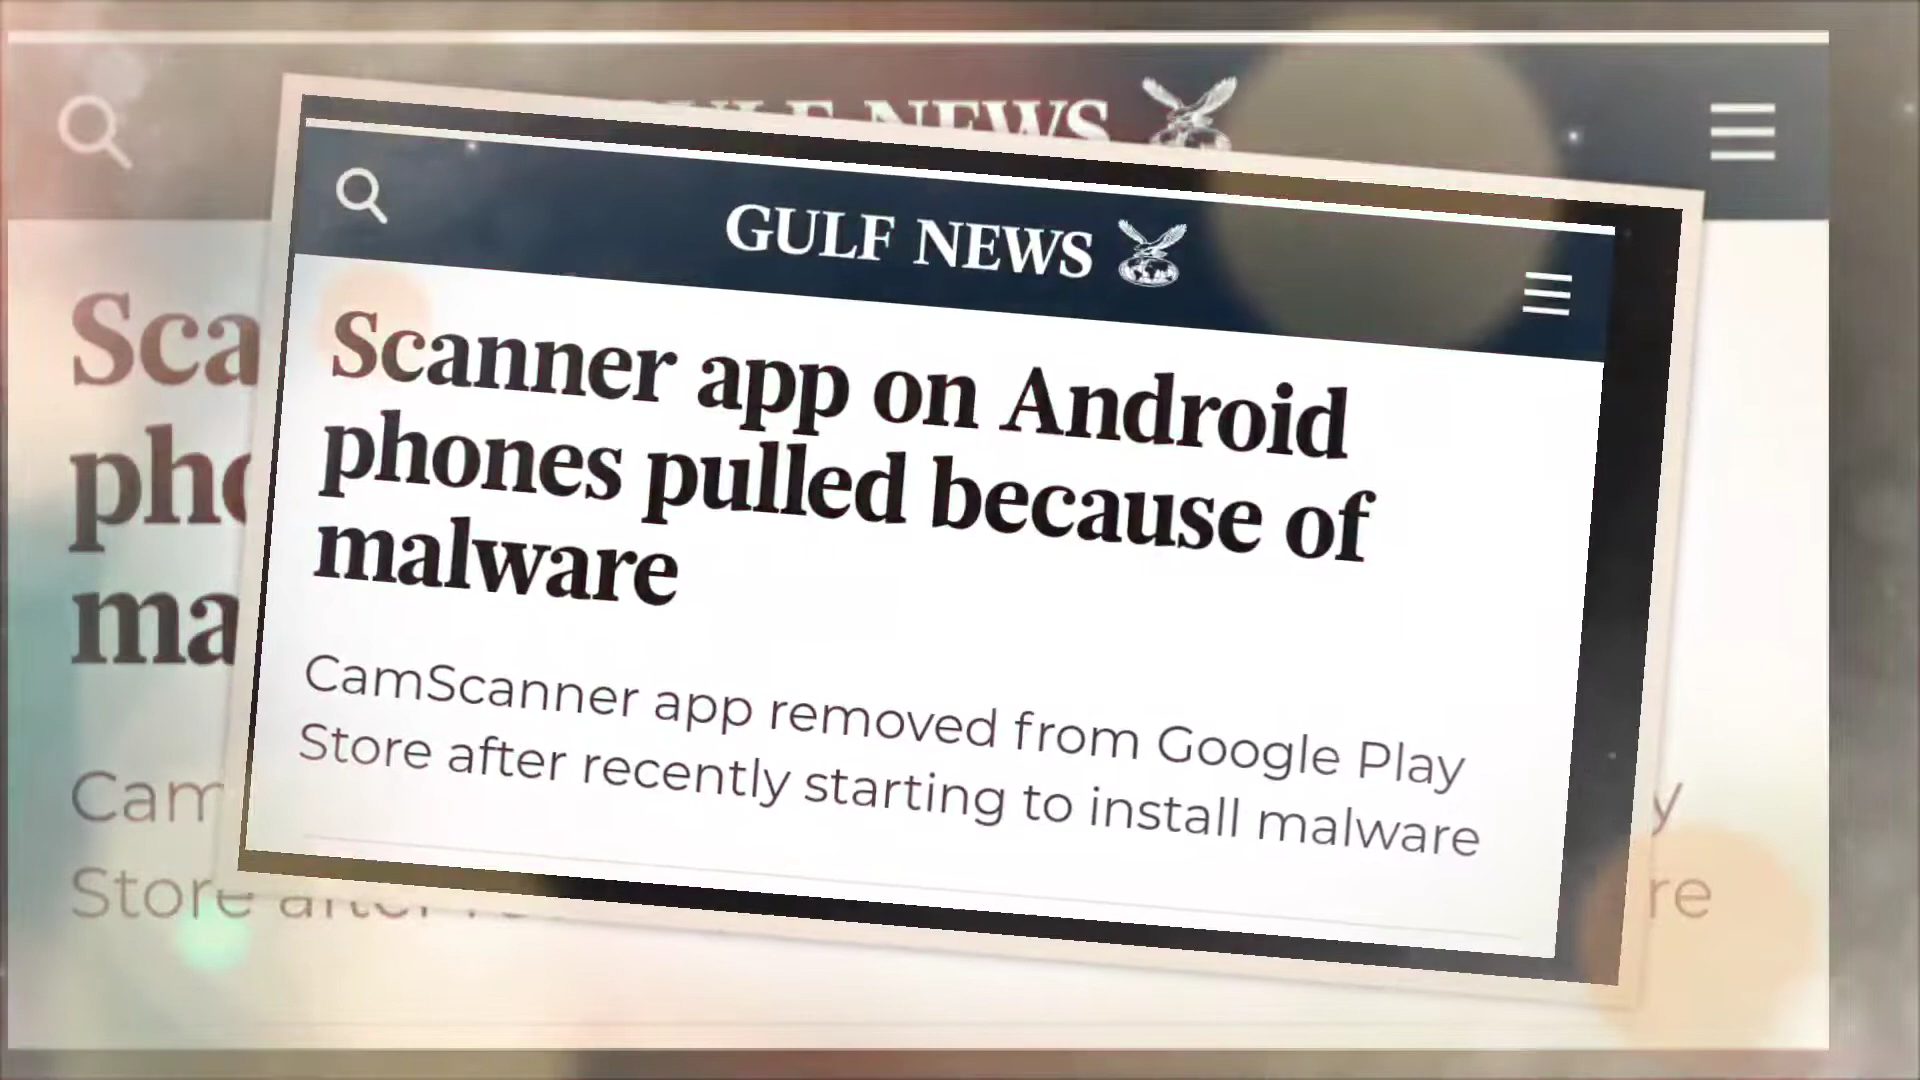 GULF NEWS
Scanner app on Android
phones pulled because of
malware
CamScanner app removed from Google Play
Store after recently starting to install malware